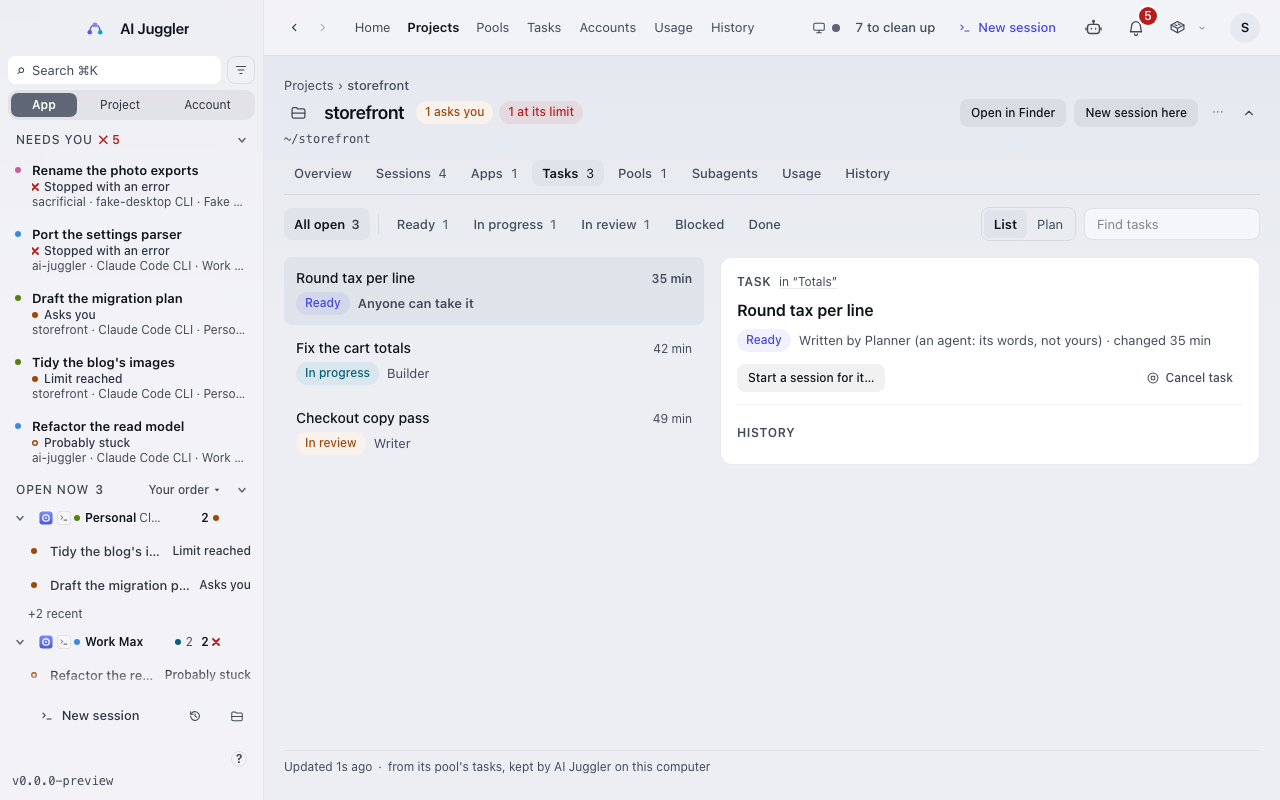 AI Juggler
Search ⌘K
App Project Account
NEEDS YOU 5
Rename the photo exports
Stopped with an error
sacrificial · fake-desktop CLI · Fake ...
Port the settings parser
Stopped with an error
ai-juggler · Claude Code CLI · Work ...
Draft the migration plan
Asks you
storefront · Claude Code CLI · Perso...
Tidy the blog's images
Limit reached
storefront · Claude Code CLI · Perso...
Refactor the read model
Probably stuck
ai-juggler · Claude Code CLI · Work ...
OPEN NOW 3 Your order
Personal Cl... 2
Tidy the blog's i... Limit reached
Draft the migration p... Asks you
+2 recent
Work Max 2 2
Refactor the re... Probably stuck
New session
?
v0.0.0-preview
Home Projects Pools Tasks Accounts Usage History 7 to clean up New session 5 S
Projects › storefront
storefront 1 asks you 1 at its limit Open in Finder New session here ...
~/storefront
Overview Sessions 4 Apps 1 Tasks 3 Pools 1 Subagents Usage History
All open 3 Ready 1 In progress 1 In review 1 Blocked Done List Plan Find tasks
Round tax per line 35 min
Ready Anyone can take it
Fix the cart totals 42 min
In progress Builder
Checkout copy pass 49 min
In review Writer
TASK in “Totals”
Round tax per line
Ready Written by Planner (an agent: its words, not yours) · changed 35 min
Start a session for it... Cancel task
HISTORY
Updated 1s ago · from its pool's tasks, kept by AI Juggler on this computer